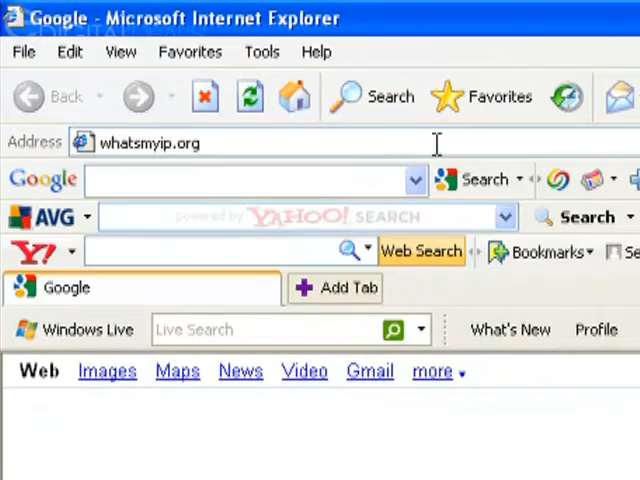 Google - Microsoft Internet Explorer
File Edit View Favorites Tools Help
Back Search Favorites
Address whatsmyip.org
Google Search
AVG powered by YAHOO! SEARCH Search
Y! Web Search Bookmarks Se
Google Add Tab
Windows Live Live Search What's New Profile
Web Images Maps News Video Gmail more